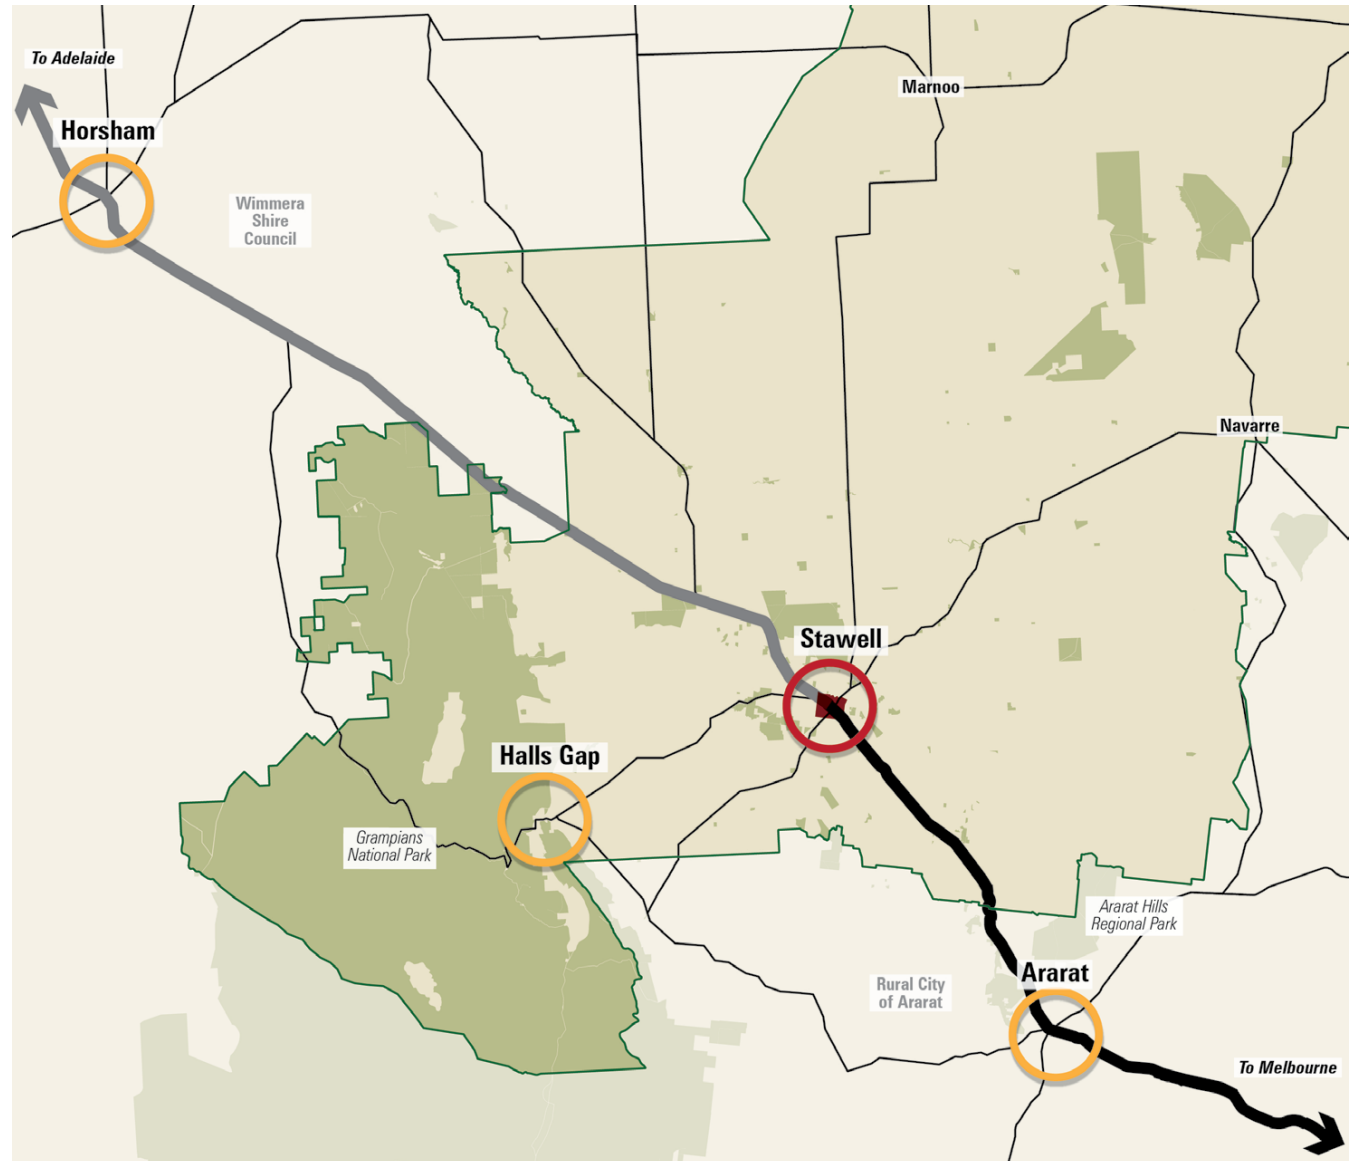 To Adelaide
Marnoo
Horsham
Wimmera
Shire
Council
Navarre
Stawell
Halls Gap
Grampians
National Park
Ararat Hills
Regional Park
Ararat
Rural City
of Ararat
To Melbourne